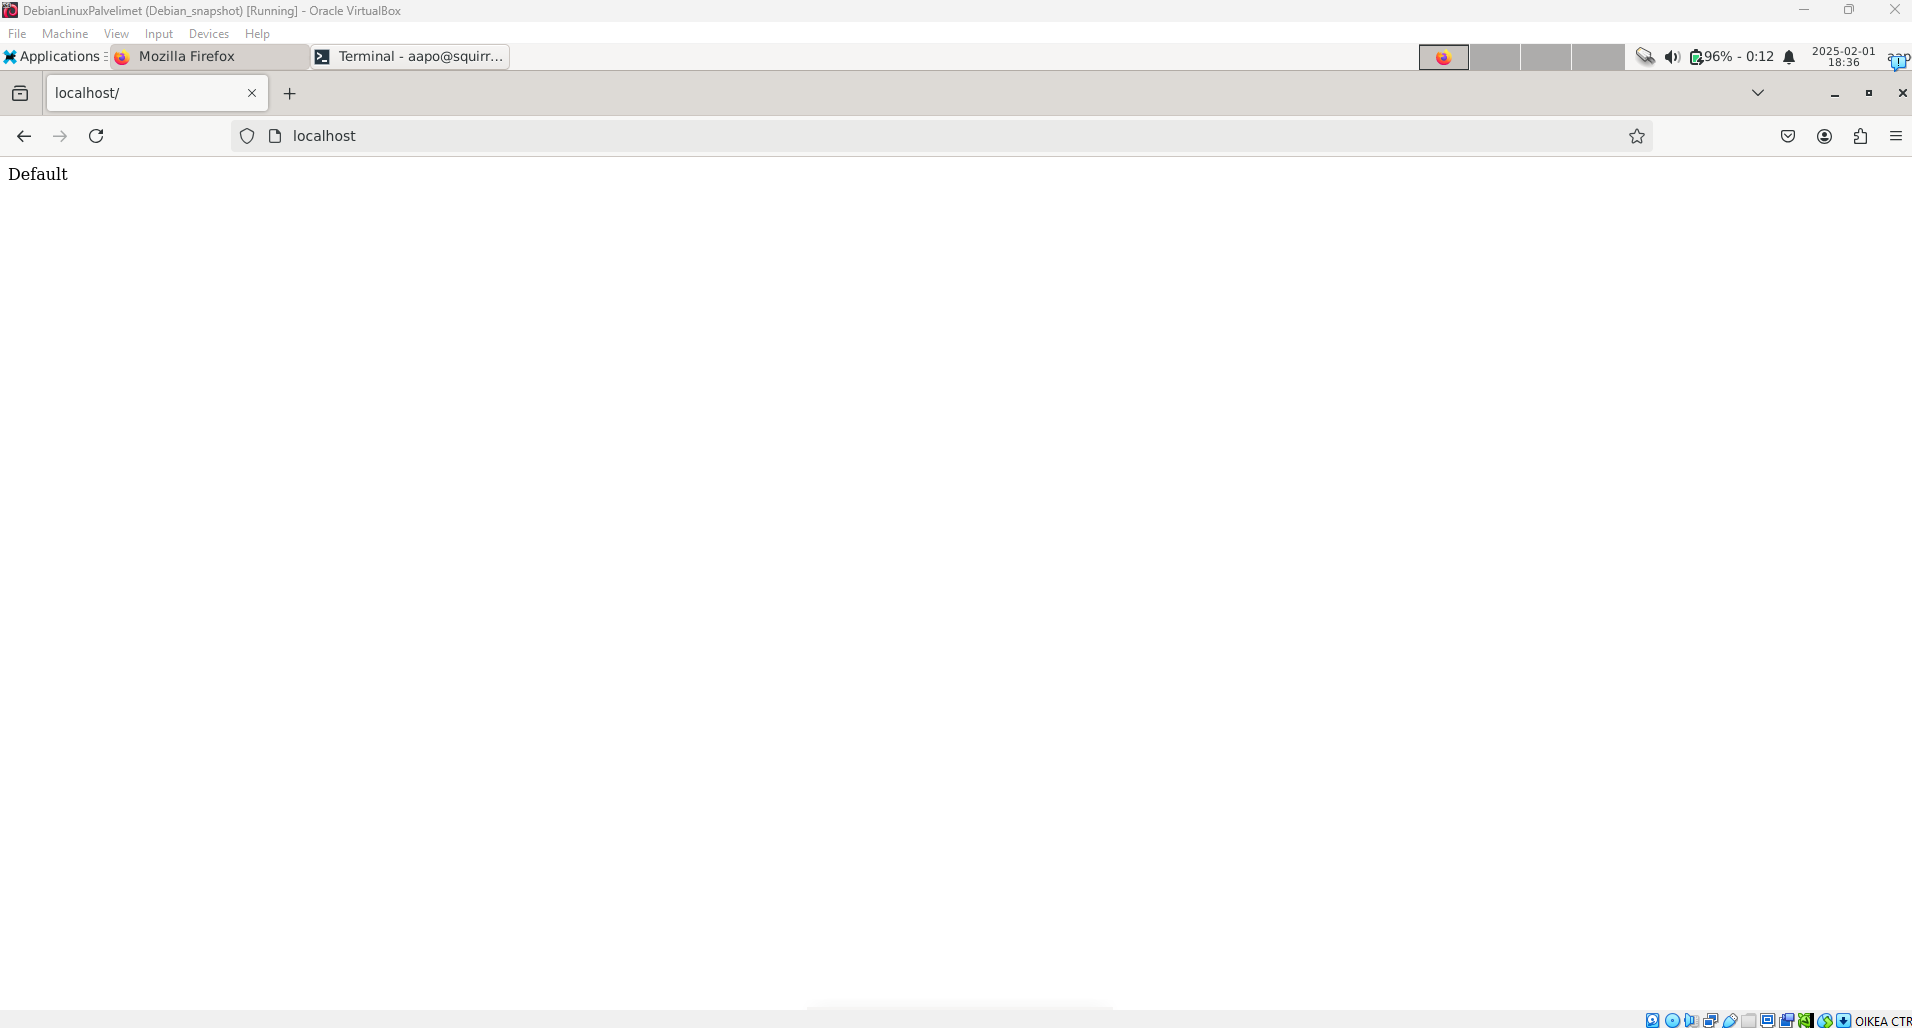 DebianLinuxPalvelimet (Debian_snapshot) [Running] - Oracle VirtualBox
File Machine View Input Devices Help
Applications Mozilla Firefox Terminal - aapo@squirr... 96% - 0:12 2025-02-01
18:36
localhost/
localhost
Default
OIKEA CTR